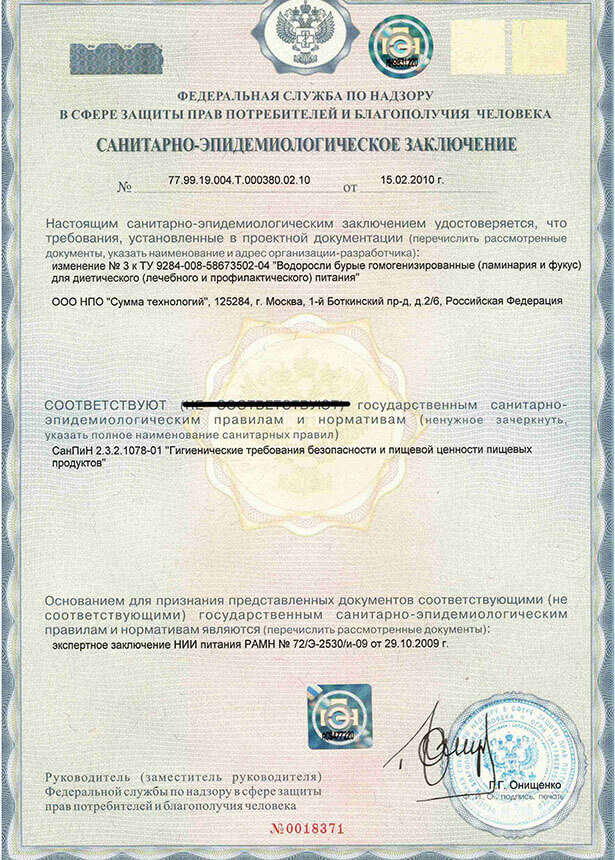 ФЕДЕРАЛЬНАЯ СЛУЖБА ПО НАДЗОРУ
В СФЕРЕ ЗАЩИТЫ ПРАВ ПОТРЕБИТЕЛЕЙ И БЛАГОПОЛУЧИЯ ЧЕЛОВЕКА
САНИТАРНО-ЭПИДЕМИОЛОГИЧЕСКОЕ ЗАКЛЮЧЕНИЕ
№ 77.99.19.004.Т.000380.02.10 от 15.02.2010 г.
Настоящим санитарно-эпидемиологическим заключением удостоверяется, что
требования, установленные в проектной документации (перечислить рассмотренные
документы, указать наименование и адрес организации-разработчика):
изменение № 3 к ТУ 9284-008-58673502-04 "Водоросли бурые гомогенизированные (ламинария и фукус)
для диетического (лечебного и профилактического) питания"
ООО НПО "Сумма технологий", 125284, г. Москва, 1-й Боткинский пр-д, д.2/6, Российская Федерация
СООТВЕТСТВУЮТ (НЕ СООТВЕТСТВУЮТ) государственным санитарно-
эпидемиологическим правилам и нормативам (ненужное зачеркнуть,
указать полное наименование санитарных правил)
СанПиН 2.3.2.1078-01 "Гигиенические требования безопасности и пищевой ценности пищевых
продуктов"
Основанием для признания представленных документов соответствующими (не
соответствующими) государственным санитарно-эпидемиологическим
правилам и нормативам являются (перечислить рассмотренные документы):
экспертное заключение НИИ питания РАМН № 72/Э-2530/и-09 от 29.10.2009 г.
Г.Г. Онищенко
Ф. И. О., подпись, печать
Руководитель (заместитель руководителя)
Федеральной службы по надзору в сфере защиты
прав потребителей и благополучия человека
№0018371